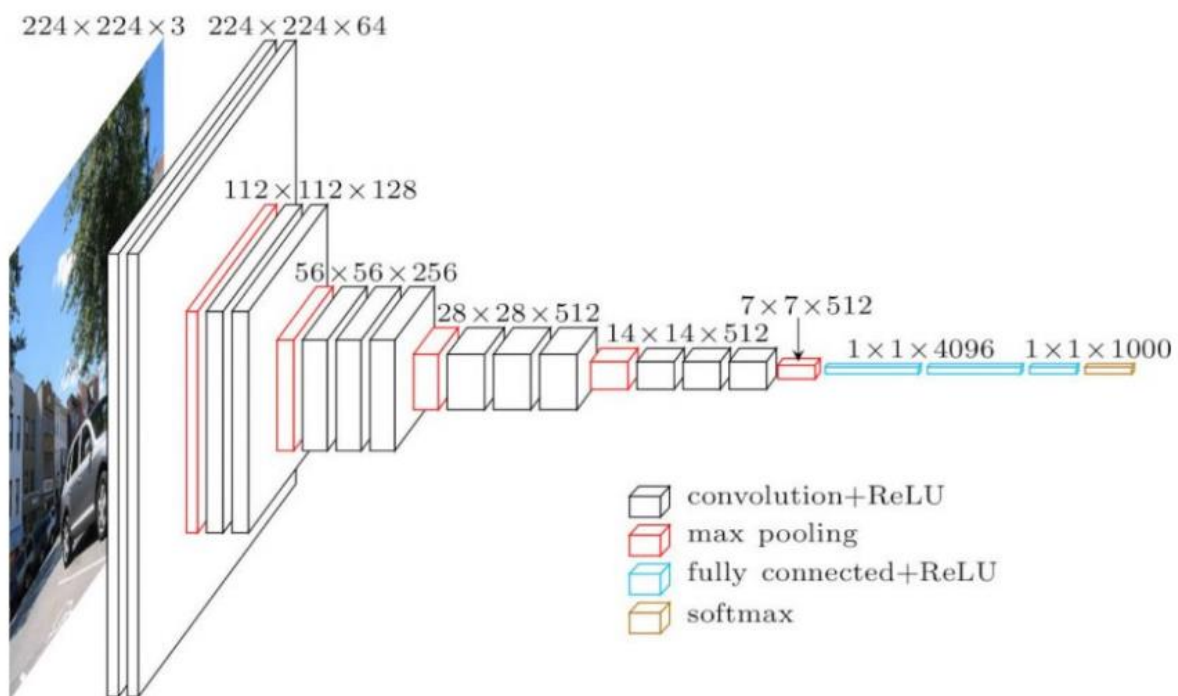 224 × 224 × 3
224 × 224 × 64
112 × 112 × 128
56 × 56 × 256
28 × 28 × 512
14 × 14 × 512
7 × 7 × 512
1 × 1 × 4096
1 × 1 × 1000
convolution+ReLU
max pooling
fully connected+ReLU
softmax